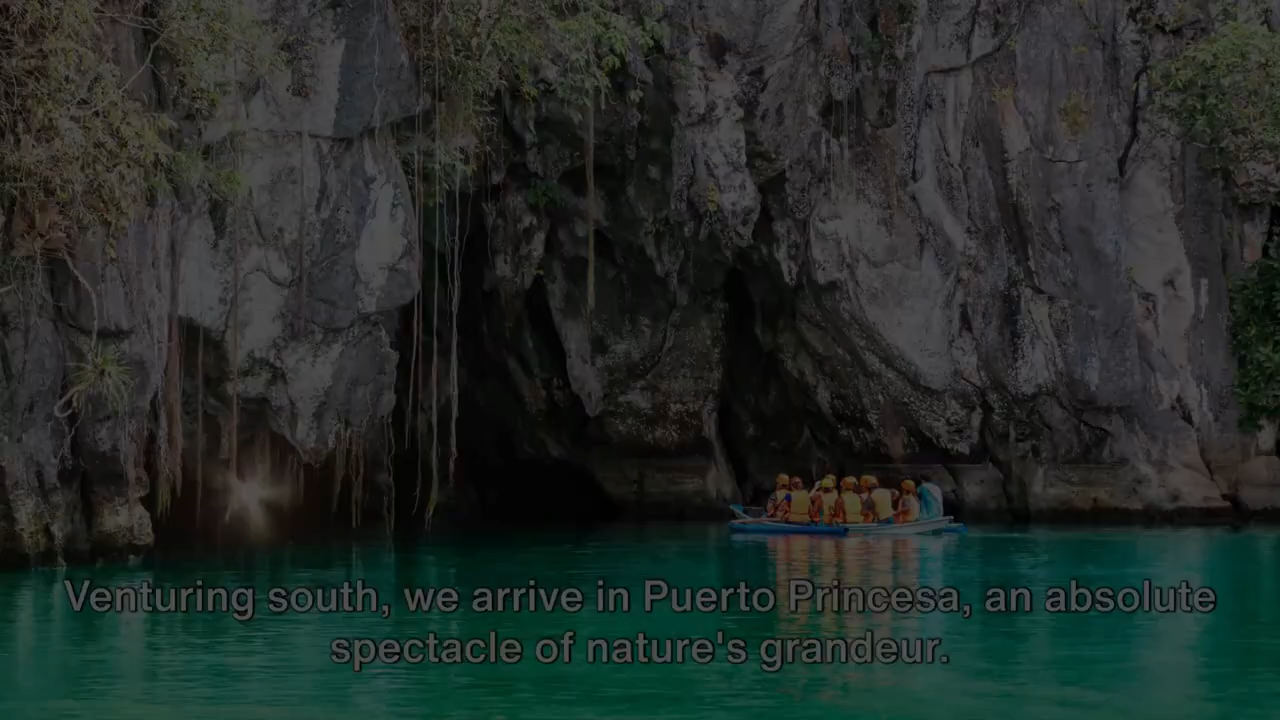 Venturing south, we arrive in Puerto Princesa, an absolute
spectacle of nature's grandeur.